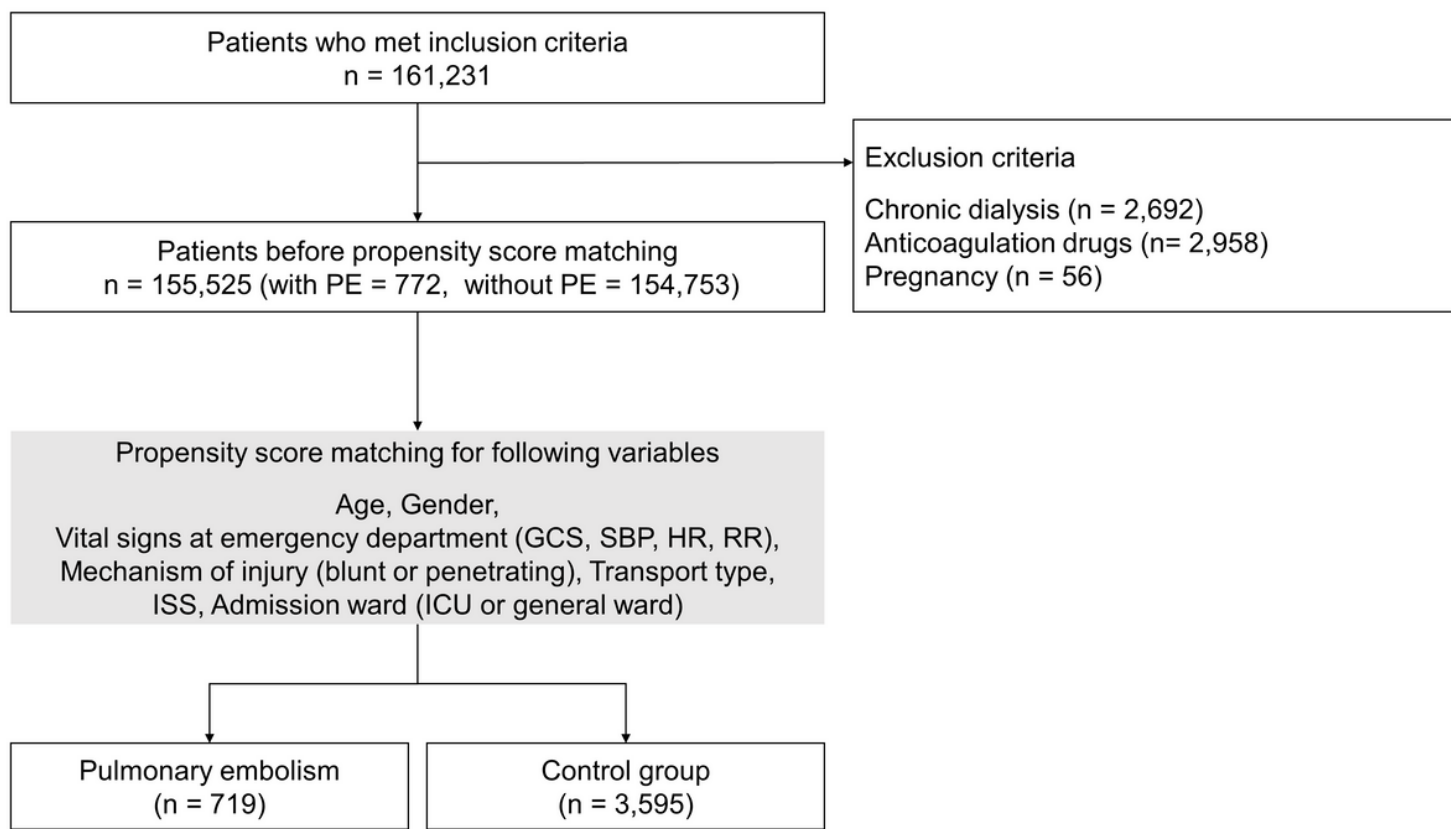 Patients who met inclusion criteria
n = 161,231
Exclusion criteria
Chronic dialysis (n = 2,692)
Anticoagulation drugs (n= 2,958)
Pregnancy (n = 56)
Patients before propensity score matching
n = 155,525 (with PE = 772,  without PE = 154,753)
Propensity score matching for following variables
Age, Gender,
Vital signs at emergency department (GCS, SBP, HR, RR),
Mechanism of injury (blunt or penetrating), Transport type,
ISS, Admission ward (ICU or general ward)
Pulmonary embolism
(n = 719)
Control group
(n = 3,595)